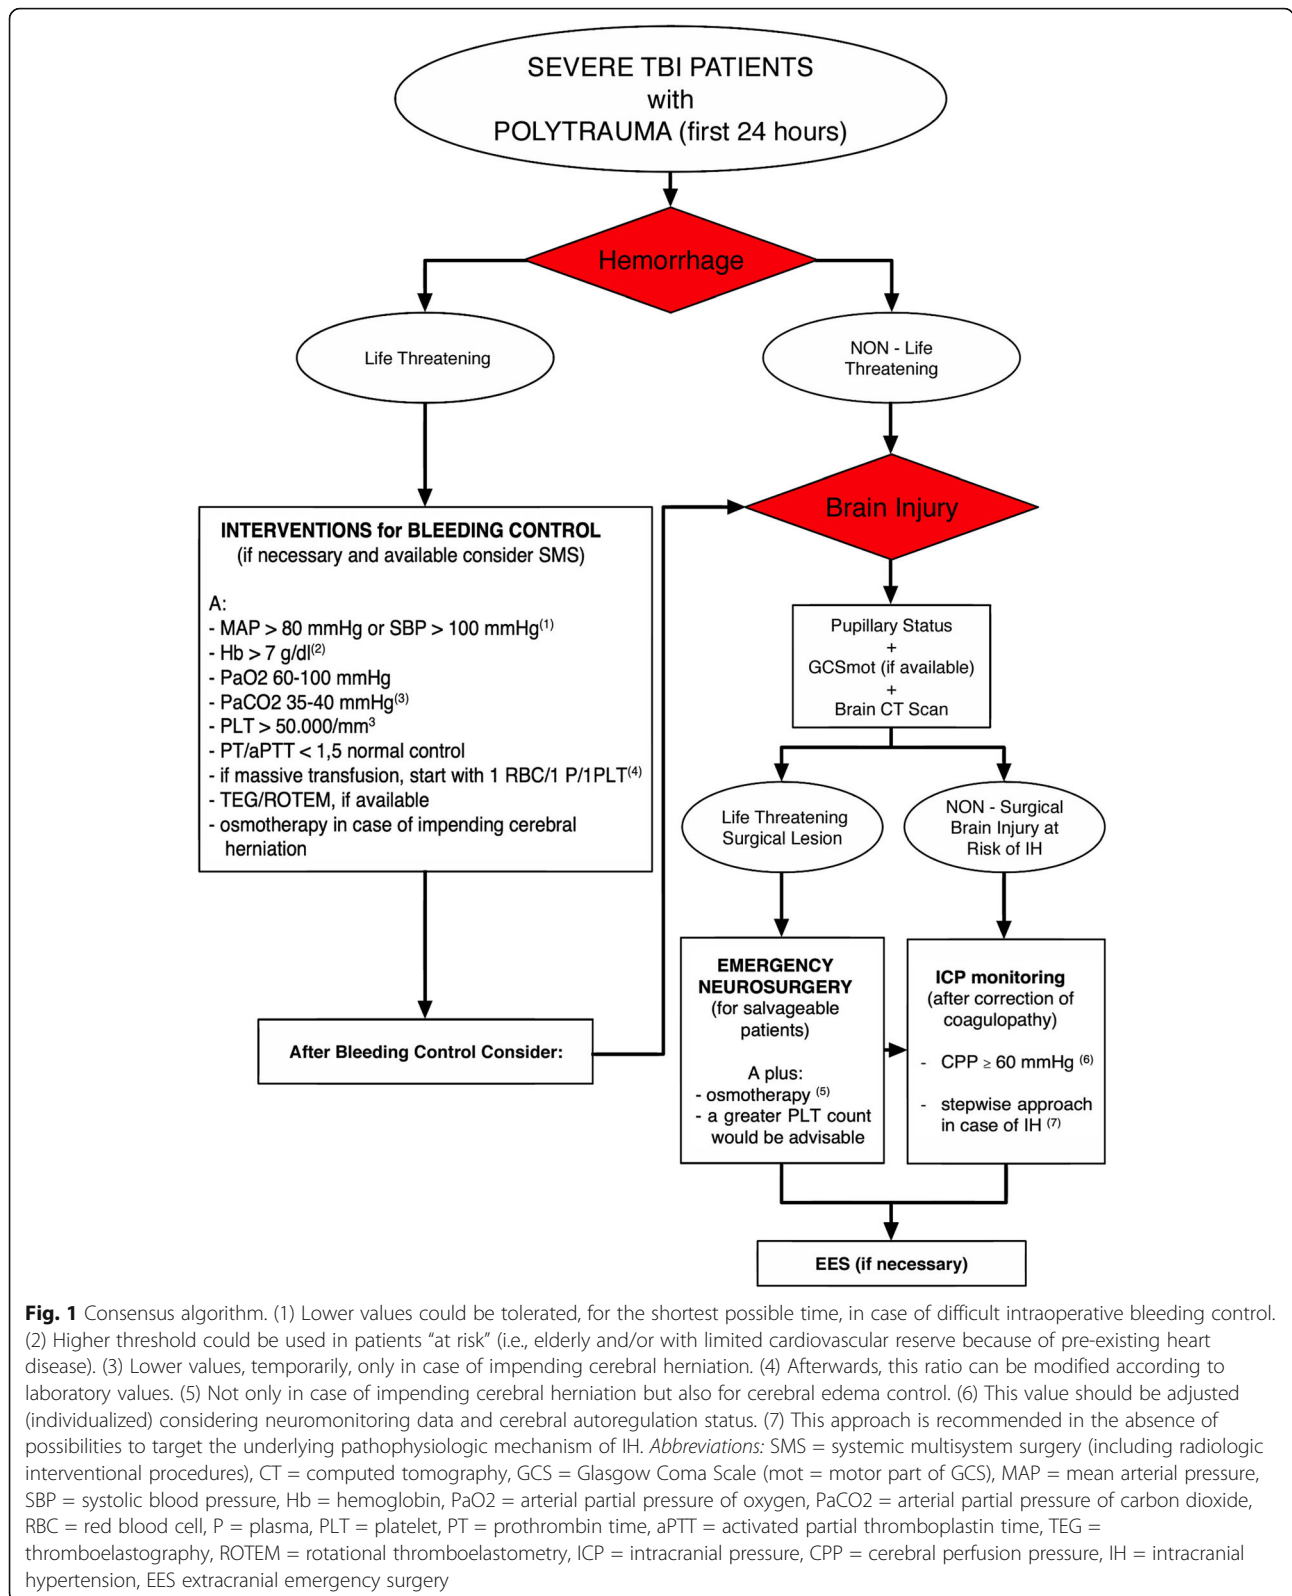 SEVERE TBI PATIENTS
with
POLYTRAUMA (first 24 hours)
Hemorrhage
Life Threatening
NON - Life
Threatening
INTERVENTIONS for BLEEDING CONTROL
(if necessary and available consider SMS)
A:
- MAP > 80 mmHg or SBP > 100 mmHg(1)
- Hb > 7 g/dl(2)
- PaO2 60-100 mmHg
- PaCO2 35-40 mmHg(3)
- PLT > 50.000/mm3
- PT/aPTT < 1,5 normal control
- if massive transfusion, start with 1 RBC/1 P/1PLT(4)
- TEG/ROTEM, if available
- osmotherapy in case of impending cerebral
herniation
After Bleeding Control Consider:
Brain Injury
Pupillary Status
+
GCSmot (if available)
+
Brain CT Scan
Life Threatening
Surgical Lesion
NON - Surgical
Brain Injury at
Risk of IH
EMERGENCY
NEUROSURGERY
(for salvageable
patients)
A plus:
- osmotherapy (5)
- a greater PLT count
would be advisable
ICP monitoring
(after correction of
coagulopathy)
- CPP ≥ 60 mmHg (6)
- stepwise approach
in case of IH (7)
EES (if necessary)
Fig. 1 Consensus algorithm. (1) Lower values could be tolerated, for the shortest possible time, in case of difficult intraoperative bleeding control.
(2) Higher threshold could be used in patients “at risk” (i.e., elderly and/or with limited cardiovascular reserve because of pre-existing heart
disease). (3) Lower values, temporarily, only in case of impending cerebral herniation. (4) Afterwards, this ratio can be modified according to
laboratory values. (5) Not only in case of impending cerebral herniation but also for cerebral edema control. (6) This value should be adjusted
(individualized) considering neuromonitoring data and cerebral autoregulation status. (7) This approach is recommended in the absence of
possibilities to target the underlying pathophysiologic mechanism of IH. Abbreviations: SMS = systemic multisystem surgery (including radiologic
interventional procedures), CT = computed tomography, GCS = Glasgow Coma Scale (mot = motor part of GCS), MAP = mean arterial pressure,
SBP = systolic blood pressure, Hb = hemoglobin, PaO2 = arterial partial pressure of oxygen, PaCO2 = arterial partial pressure of carbon dioxide,
RBC = red blood cell, P = plasma, PLT = platelet, PT = prothrombin time, aPTT = activated partial thromboplastin time, TEG =
thromboelastography, ROTEM = rotational thromboelastometry, ICP = intracranial pressure, CPP = cerebral perfusion pressure, IH = intracranial
hypertension, EES extracranial emergency surgery